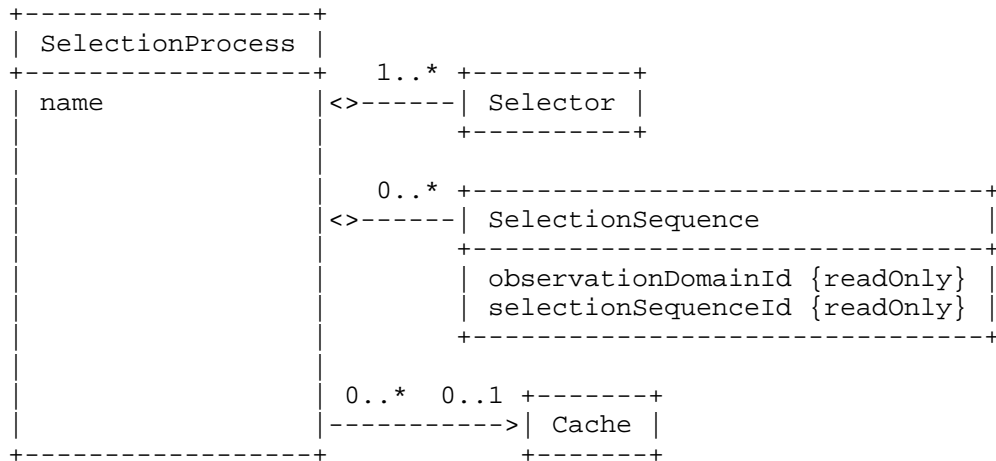 +------------------+
| SelectionProcess |
+------------------+   1..* +----------+
| name             |<>------| Selector |
|                  |        +----------+
|                  |
|                  |   0..* +-------------------------------+
|                  |<>------| SelectionSequence             |
|                  |        +-------------------------------+
|                  |        | observationDomainId {readOnly} |
|                  |        | selectionSequenceId {readOnly} |
|                  |        +-------------------------------+
|                  |
|                  | 0..*  0..1 +-------+
|                  |----------->| Cache |
+------------------+            +-------+